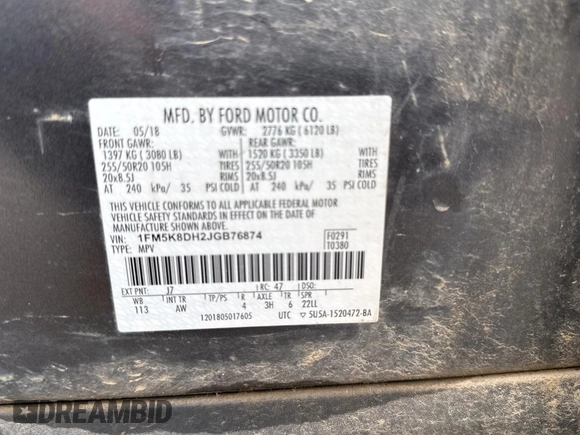 MFD. BY FORD MOTOR CO.
DATE: 05/18 GVWR: 2776 KG ( 6120 LB)
FRONT GAWR: REAR GAWR:
1397 KG ( 3080 LB) WITH 1520 KG ( 3350 LB) WITH
255/50R20 105H TIRES 255/50R20 105H TIRES
20x8.5J RIMS 20x8.5J RIMS
AT 240 kPa/ 35 PSI COLD AT 240 kPa/ 35 PSI COLD
THIS VEHICLE CONFORMS TO ALL APPLICABLE FEDERAL MOTOR
VEHICLE SAFETY AND THEFT PREVENTION STANDARDS IN EFFECT ON THE DATE OF
MANUFACTURE SHOWN ABOVE.
VIN: 1FM5K8DH2JGB76874 F0291
TYPE: MPV T0380
EXT PNT: J7 RC: 47 DSO:
WB INT TR TP/PS R AXLE TR SPR
113 AW 4 3H 6 22LL
1201805017605 UTC ▽ 5U5A-1520472-BA
DREAMBID